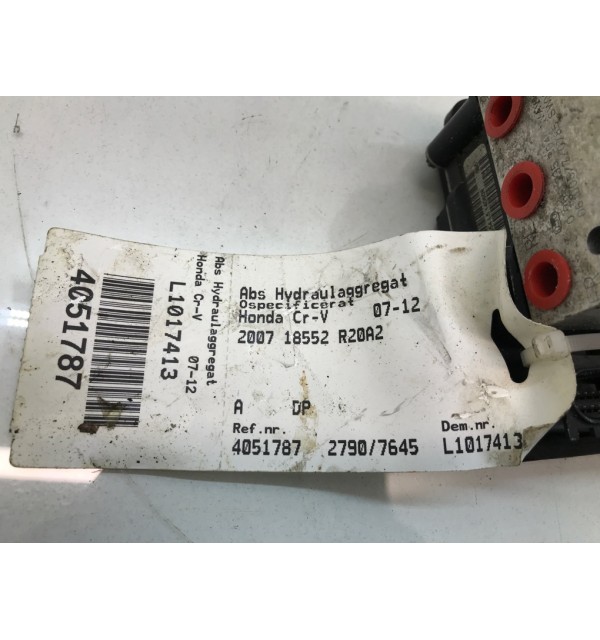 Abs Hydraulaggregat
Ospecificerat
Honda Cr-V 07-12
2007 18552 R20A2
A DP
Ref.nr. Dem.nr.
4051787 2790/7645 L1017413
Abs Hydraulaggregat
Honda Cr-V 07-12
L1017413
4051787